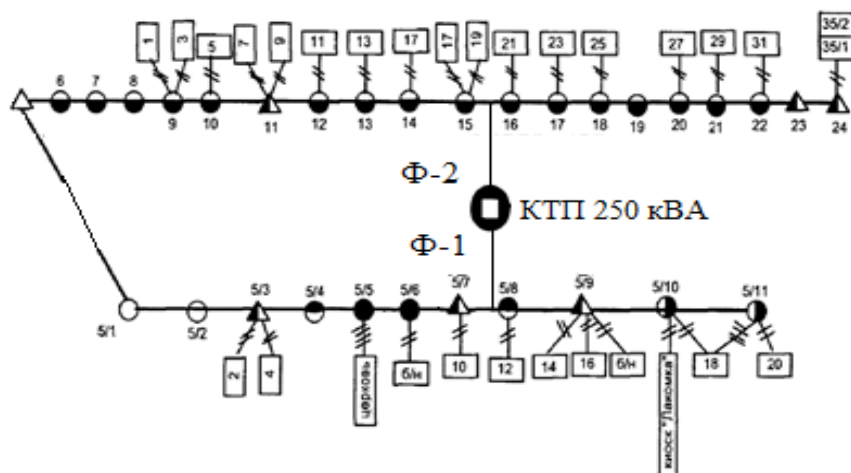 1 3 5 7 9 11 13 17 17 19 21 23 25 27 29 31 35/2
35/1
6 7 8
9 10 11 12 13 14 15 16 17 18 19 20 21 22 23 24
Ф-2
КТП 250 кВА
Ф-1
5/3 5/4 5/5 5/6 5/7 5/8 5/9 5/10 5/11
5/1 5/2
2 4 церковь б/н 10 12 14 16 б/н киоск "Лакомка" 18 20